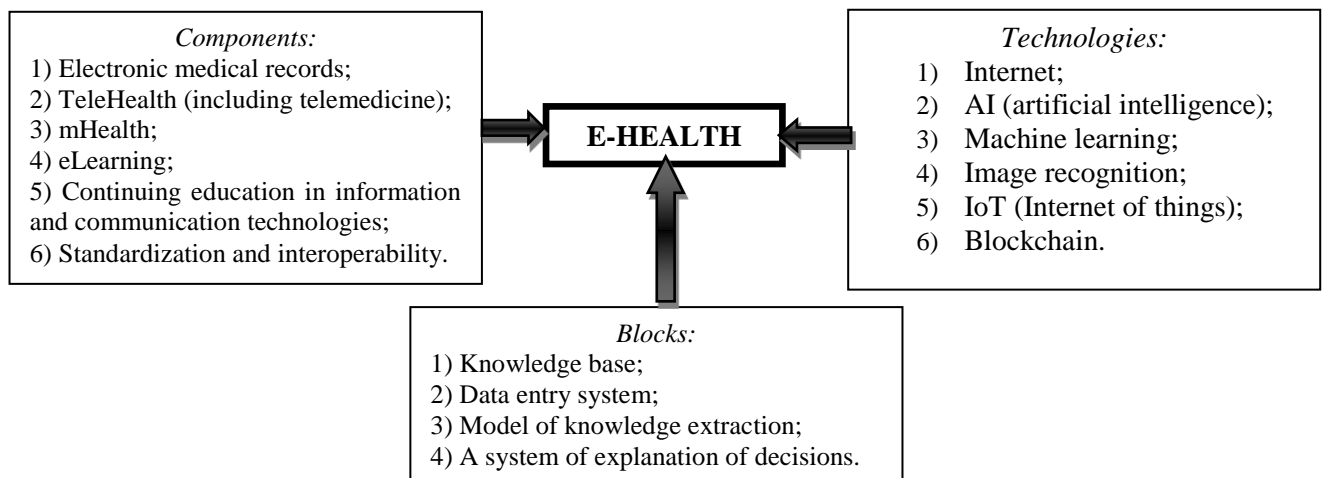 Components:
1) Electronic medical records;
2) TeleHealth (including telemedicine);
3) mHealth;
4) eLearning;
5) Continuing education in information
and communication technologies;
6) Standardization and interoperability.
E-HEALTH
Technologies:
1) Internet;
2) AI (artificial intelligence);
3) Machine learning;
4) Image recognition;
5) IoT (Internet of things);
6) Blockchain.
Blocks:
1) Knowledge base;
2) Data entry system;
3) Model of knowledge extraction;
4) A system of explanation of decisions.